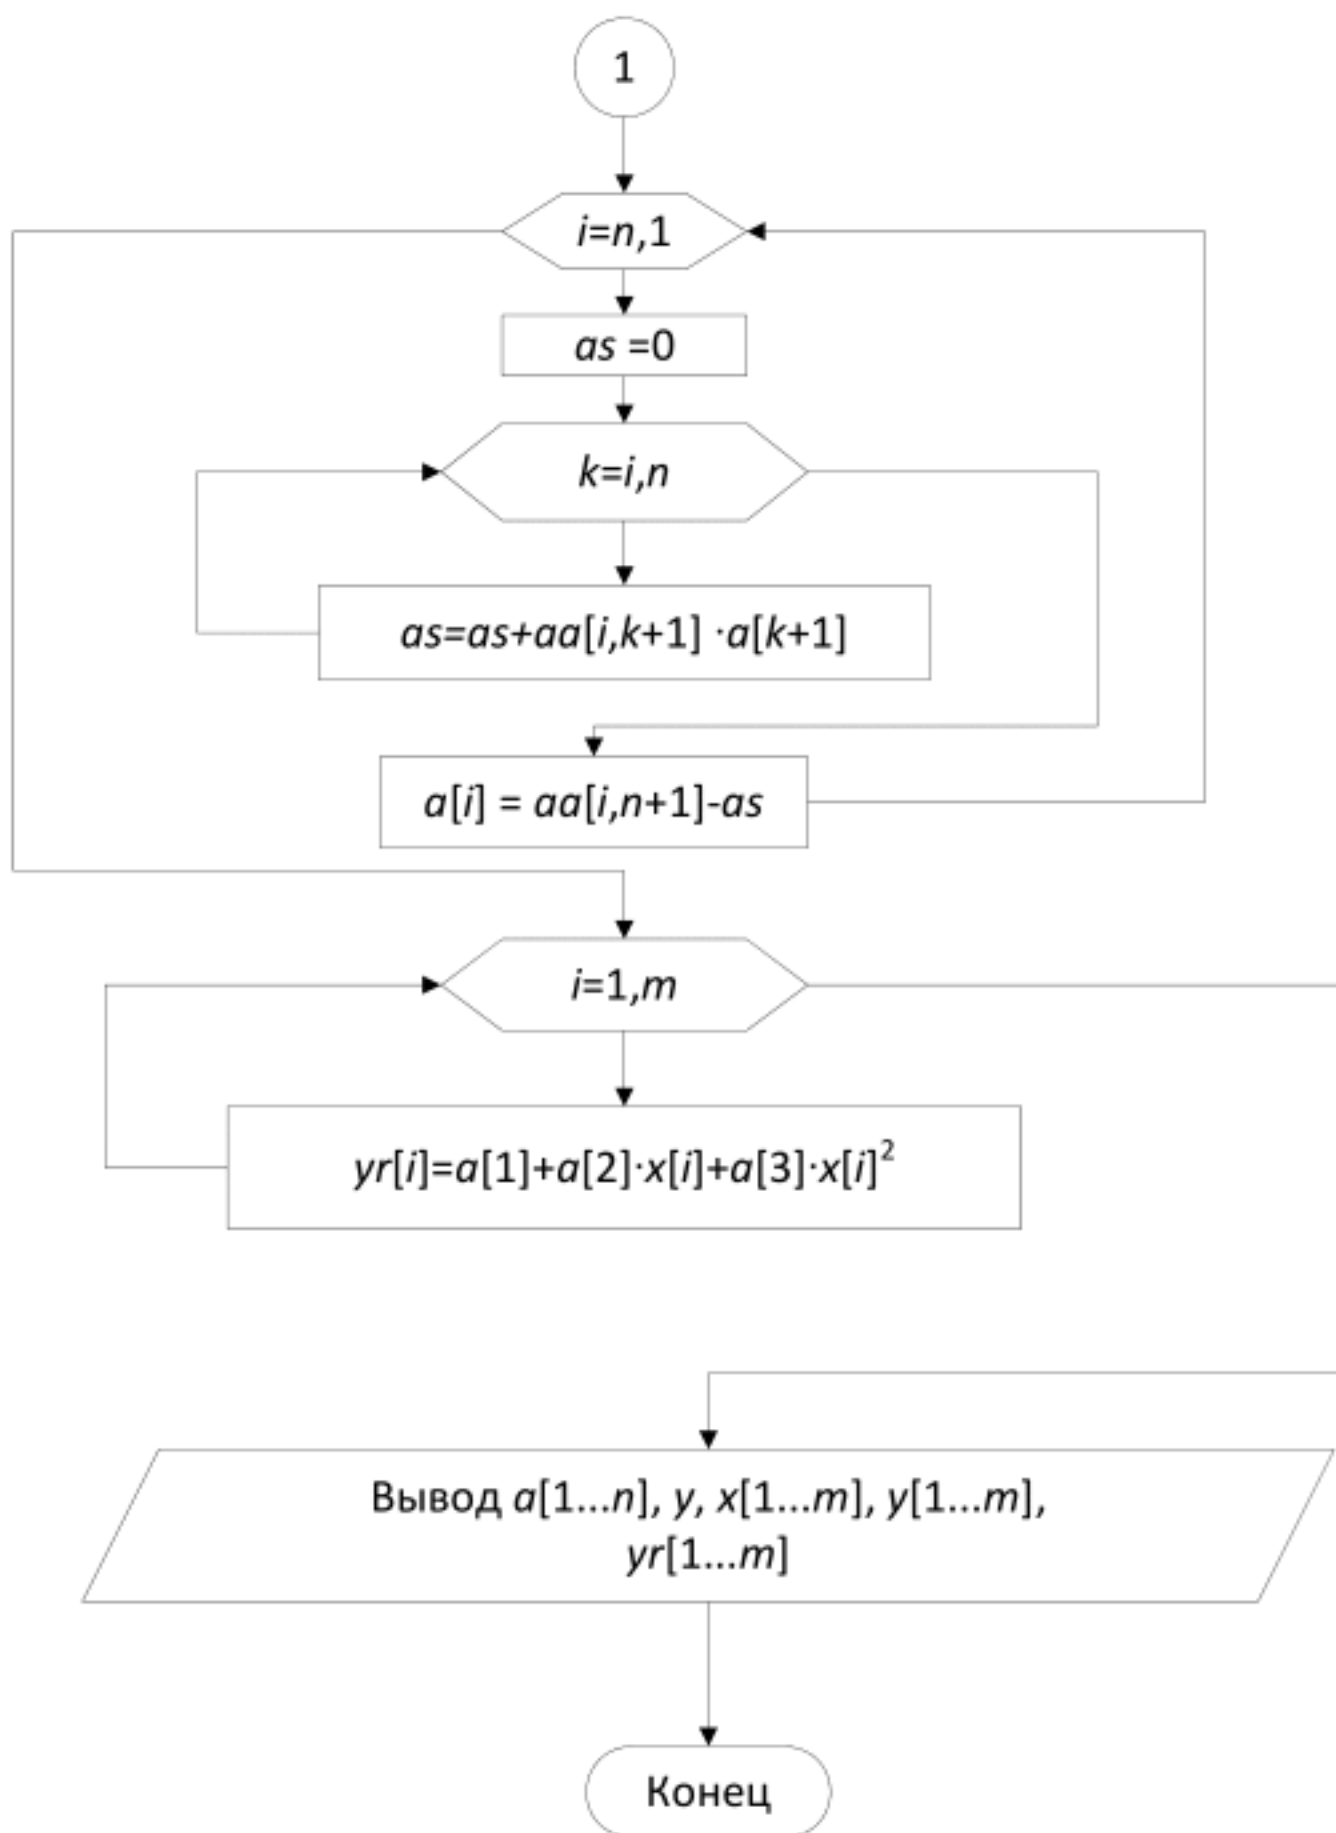 1
i=n,1
as =0
k=i,n
as=as+aa[i,k+1] ·a[k+1]
a[i] = aa[i,n+1]-as
i=1,m
yr[i]=a[1]+a[2]·x[i]+a[3]·x[i]²
Вывод a[1...n], y, x[1...m], y[1...m],
yr[1...m]
Конец